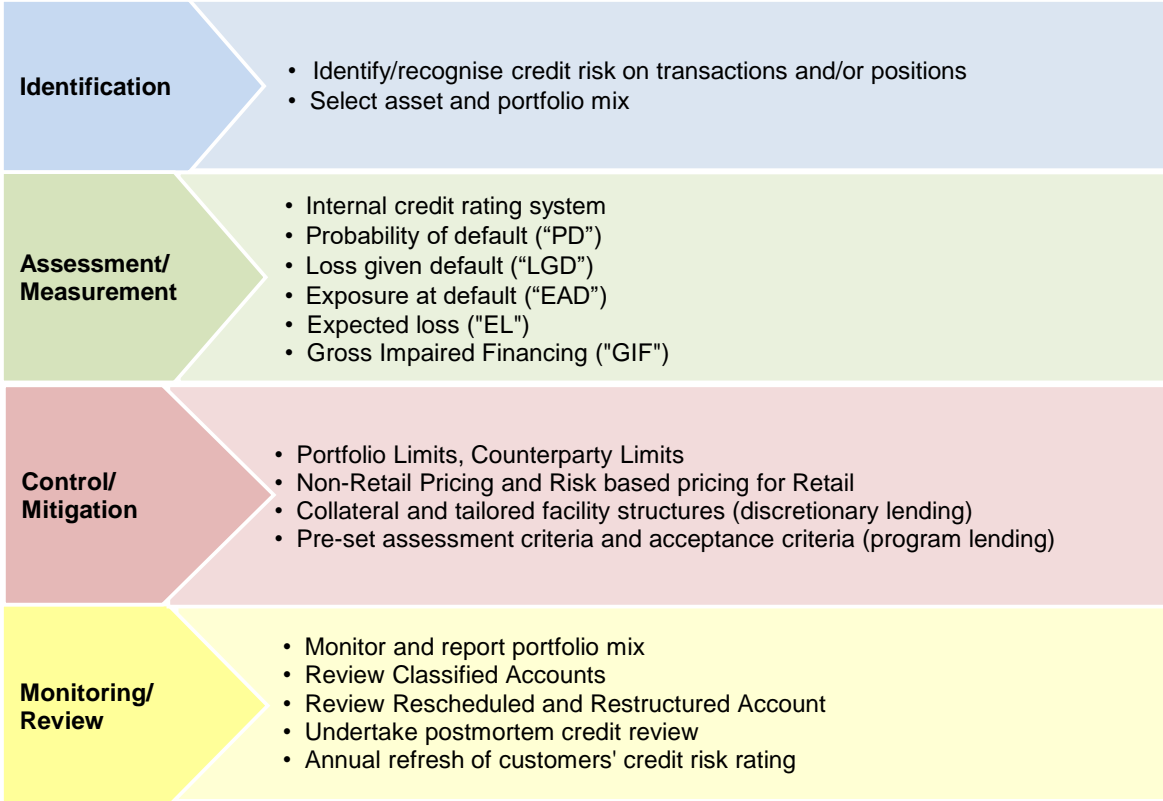 Identification
• Identify/recognise credit risk on transactions and/or positions
• Select asset and portfolio mix
Assessment/
Measurement
• Internal credit rating system
• Probability of default (“PD”)
• Loss given default (“LGD”)
• Exposure at default (“EAD”)
• Expected loss ("EL")
• Gross Impaired Financing ("GIF")
Control/
Mitigation
• Portfolio Limits, Counterparty Limits
• Non-Retail Pricing and Risk based pricing for Retail
• Collateral and tailored facility structures (discretionary lending)
• Pre-set assessment criteria and acceptance criteria (program lending)
Monitoring/
Review
• Monitor and report portfolio mix
• Review Classified Accounts
• Review Rescheduled and Restructured Account
• Undertake postmortem credit review
• Annual refresh of customers' credit risk rating